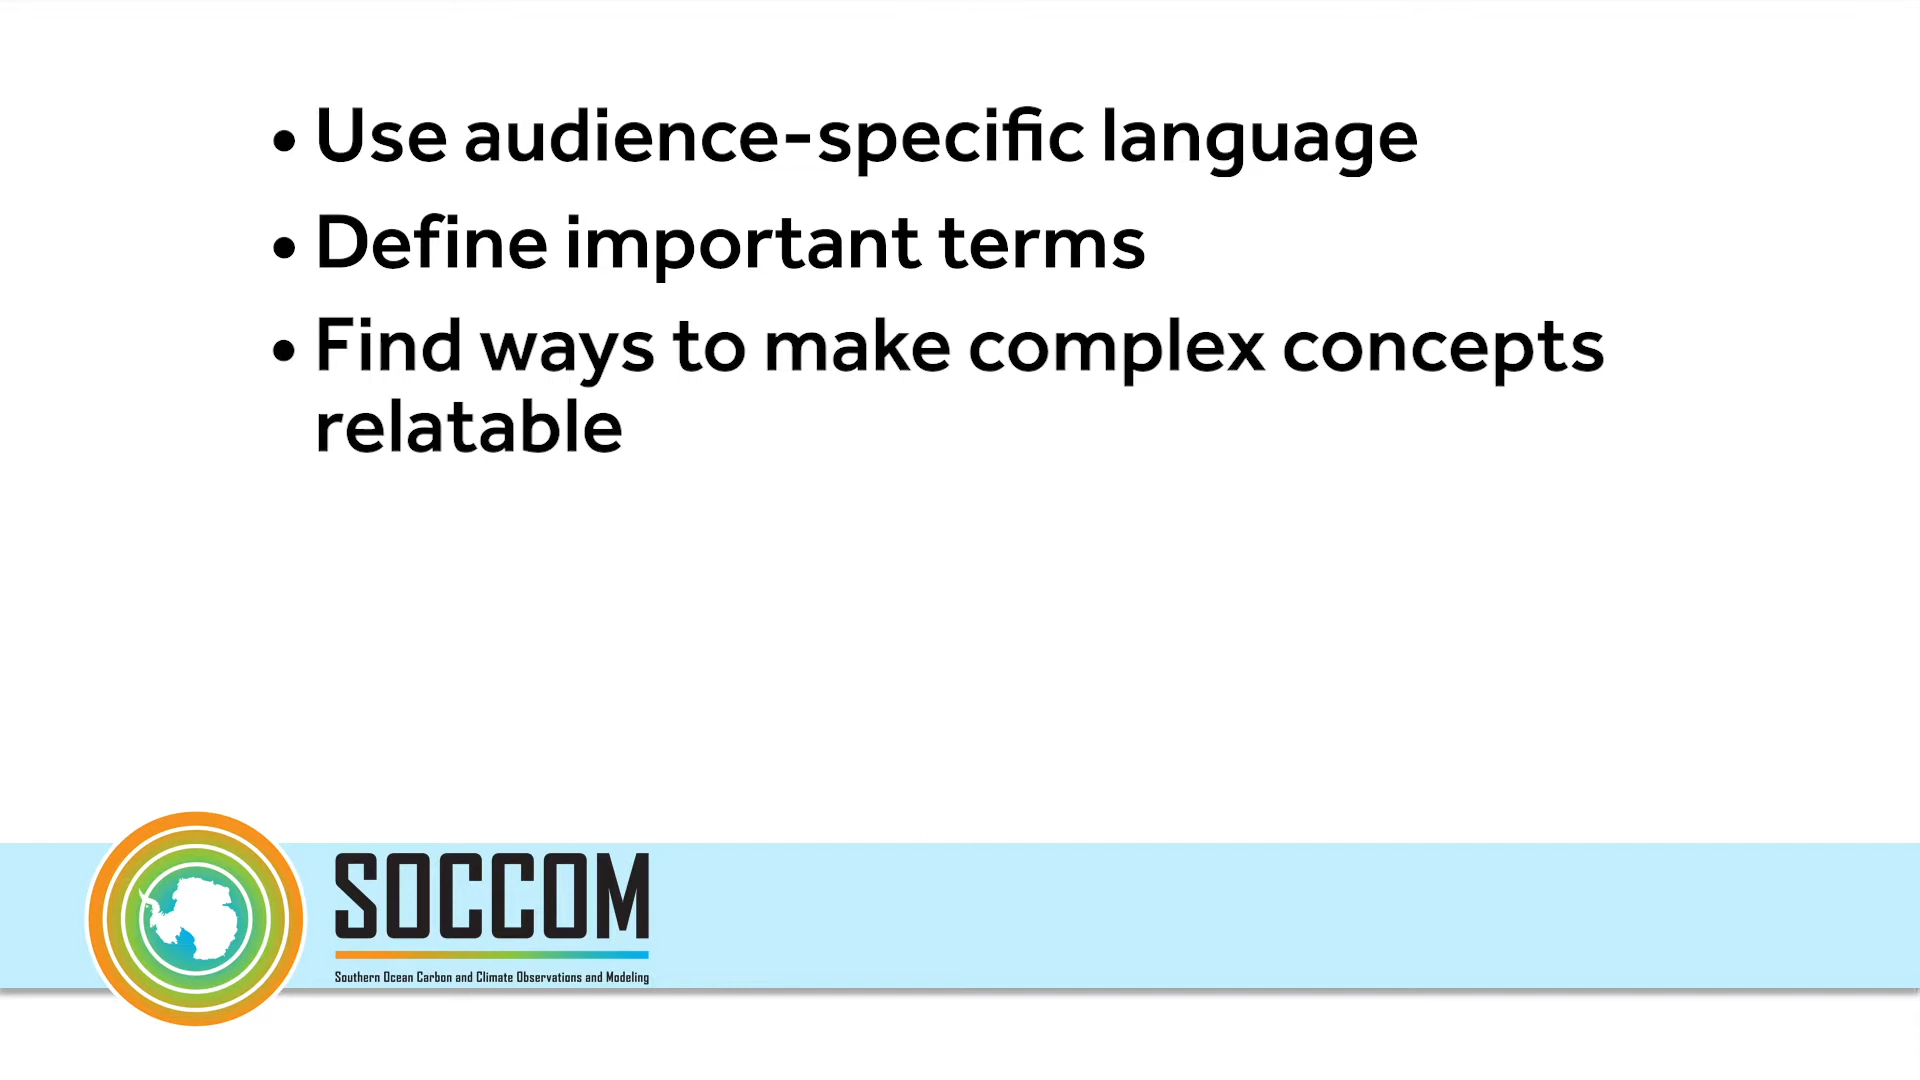 • Use audience-specific language
• Define important terms
• Find ways to make complex concepts
relatable
SOCCOM
Southern Ocean Carbon and Climate Observations and Modeling